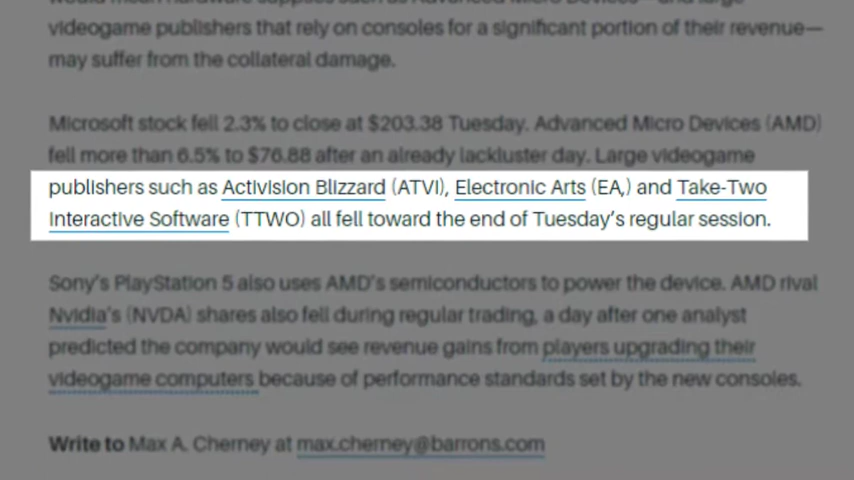 videogame publishers that rely on consoles for a significant portion of their revenue—
may suffer from the collateral damage.
Microsoft stock fell 2.3% to close at $203.38 Tuesday. Advanced Micro Devices (AMD)
fell more than 6.5% to $76.88 after an already lackluster day. Large videogame
publishers such as Activision Blizzard (ATVI), Electronic Arts (EA,) and Take-Two
Interactive Software (TTWO) all fell toward the end of Tuesday's regular session.
Sony's PlayStation 5 also uses AMD's semiconductors to power the device. AMD rival
Nvidia's (NVDA) shares also fell during regular trading, a day after one analyst
predicted the company would see revenue gains from players upgrading their
videogame computers because of performance standards set by the new consoles.
Write to Max A. Cherney at max.cherney@barrons.com